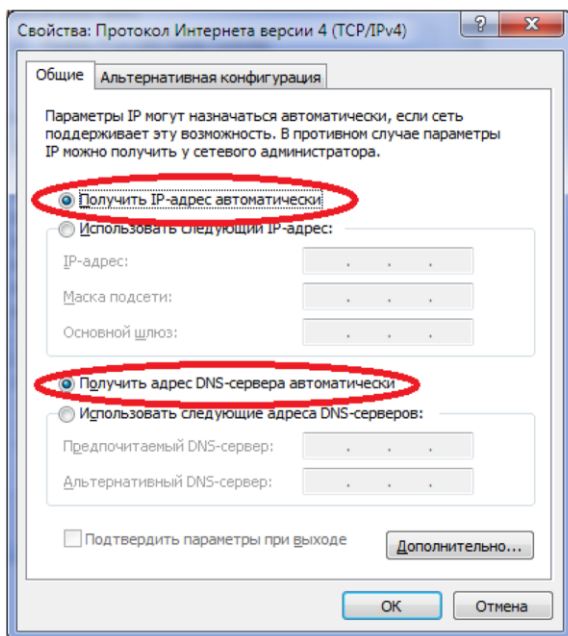 Свойства: Протокол Интернета версии 4 (TCP/IPv4)
Общие
Альтернативная конфигурация
Параметры IP могут назначаться автоматически, если сеть
поддерживает эту возможность. В противном случае параметры
IP можно получить у сетевого администратора.
Получить IP-адрес автоматически
Использовать следующий IP-адрес:
IP-адрес:
Маска подсети:
Основной шлюз:
Получить адрес DNS-сервера автоматически
Использовать следующие адреса DNS-серверов:
Предпочитаемый DNS-сервер:
Альтернативный DNS-сервер:
Подтвердить параметры при выходе
Дополнительно...
ОК
Отмена